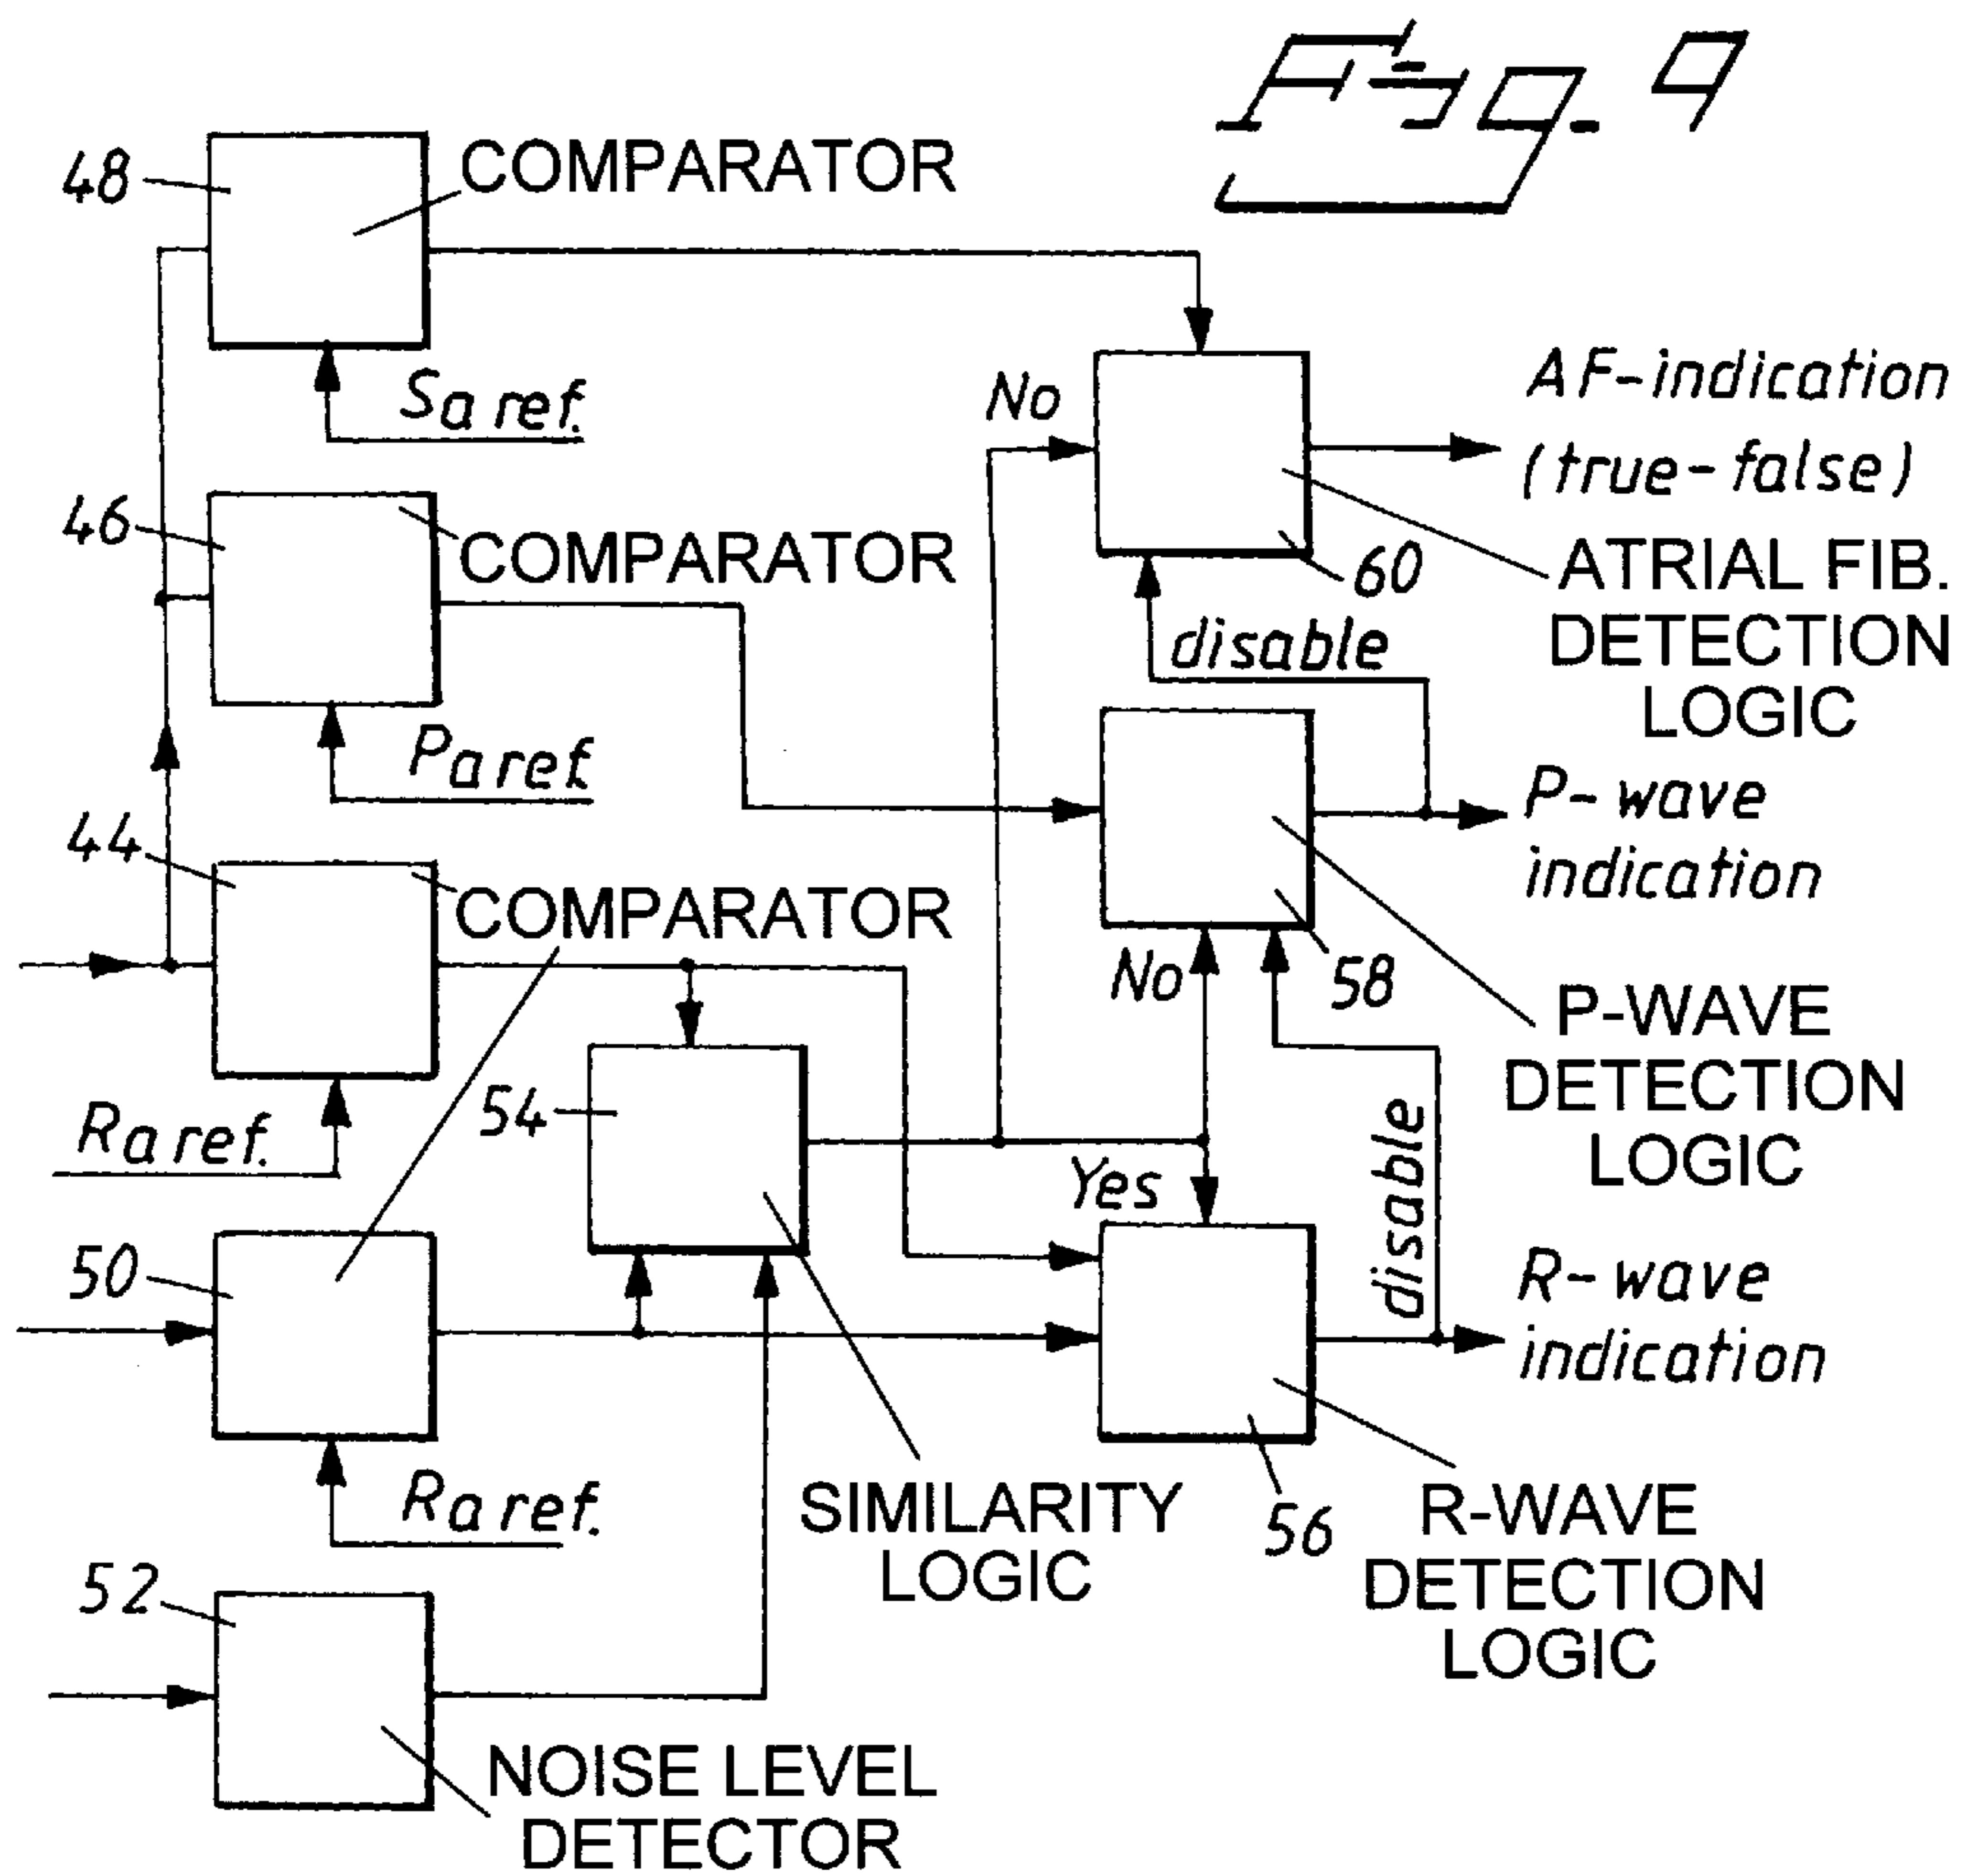 Fig. 9
48
COMPARATOR
Sa ref.
No
AF-indication
(true-false)
46
COMPARATOR
60
ATRIAL FIB.
DETECTION
LOGIC
disable
Pa ref.
P-wave
indication
44
COMPARATOR
No
58
P-WAVE
DETECTION
LOGIC
54
Ra ref.
Yes
disable
50
R-wave
indication
Ra ref.
SIMILARITY
LOGIC
56
R-WAVE
DETECTION
LOGIC
52
NOISE LEVEL
DETECTOR